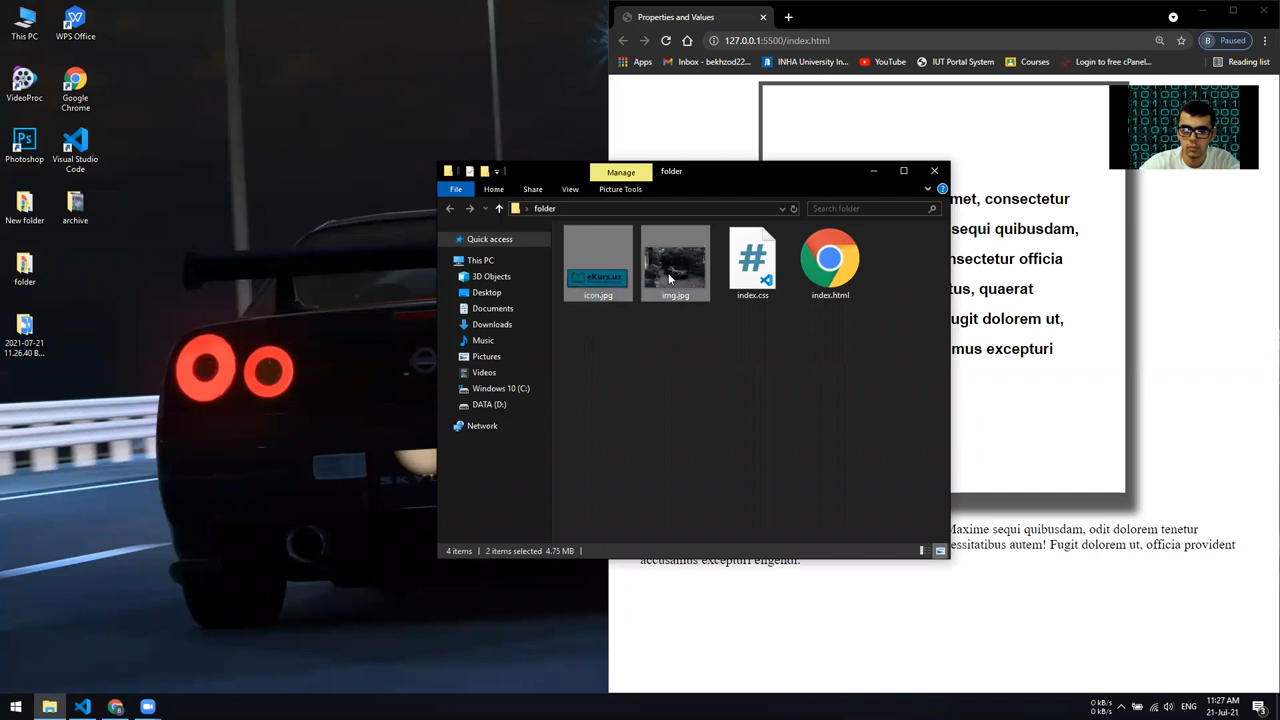 This PC
WPS Office
VideoProc
Google Chrome
Photoshop
Visual Studio Code
New folder
archive
folder
2021-07-21 11.26.40 B...
Properties and Values
127.0.0.1:5500/index.html
B Paused
Apps
Inbox - bekhzod22...
INHA University In...
YouTube
IUT Portal System
Courses
Login to free cPanel...
Reading list
Manage
folder
File
Home
Share
View
Picture Tools
folder
Search folder
Quick access
This PC
3D Objects
Desktop
Documents
Downloads
Music
Pictures
Videos
Windows 10 (C:)
DATA (D:)
Network
eKurs.uz
icon.jpg
img.jpg
index.css
index.html
4 items
2 items selected 4.75 MB
met, consectetur
sequi quibusdam,
nsectetur officia
tus, quaerat
ugit dolorem ut,
mus excepturi
Maxime sequi quibusdam, odit dolorem tenetur
essitatibus autem! Fugit dolorem ut, officia provident
accusamus excepturi eligendi.
SKY
0 kB/s
0 kB/s
ENG
11:27 AM
21-Jul-21
3